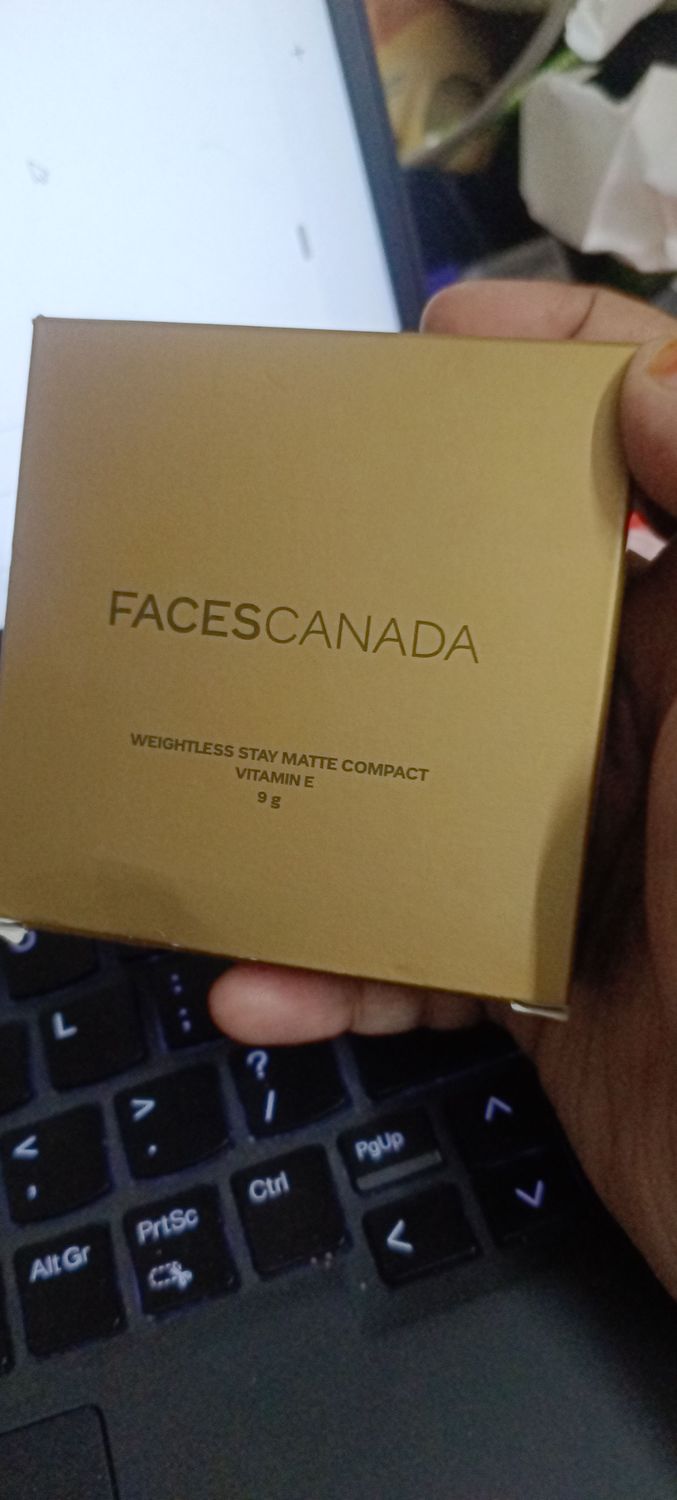 FACESCANADA
WEIGHTLESS STAY MATTE COMPACT
VITAMIN E
9 g
L
:
;
?
/
>
.
<
,
PgUp
Ctrl
PrtSc
Alt Gr